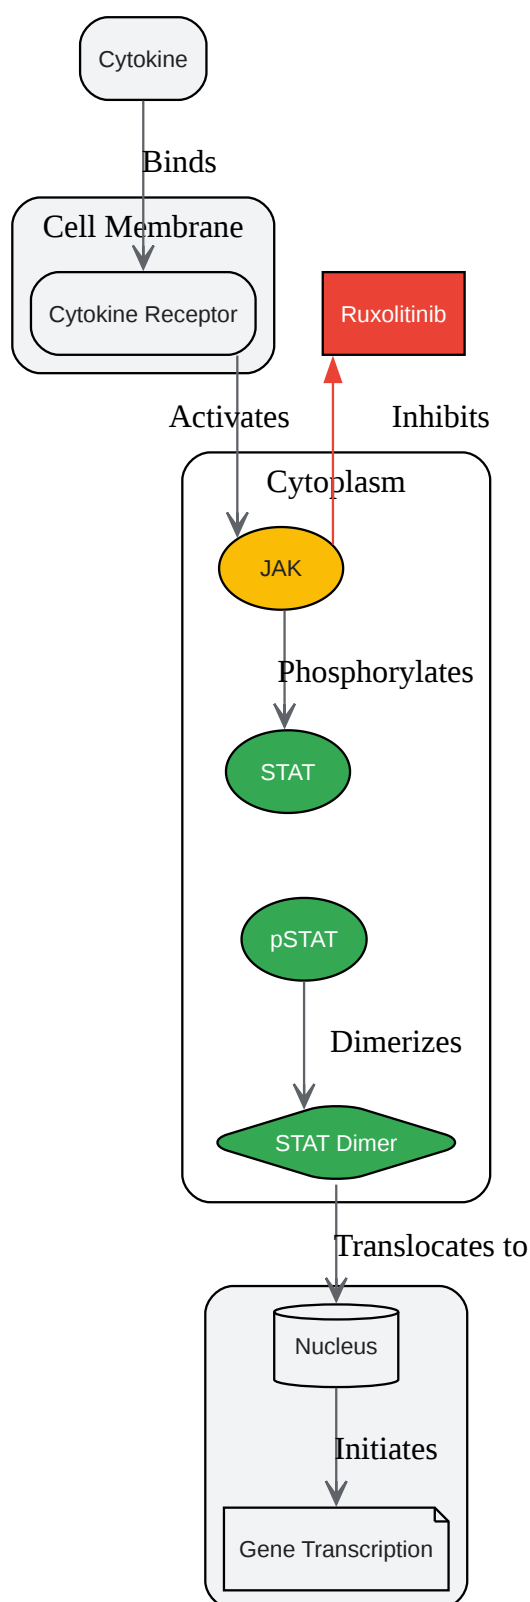 Cytokine
Binds
Cell Membrane
Cytokine Receptor
Ruxolitinib
Activates
Inhibits
Cytoplasm
JAK
Phosphorylates
STAT
pSTAT
Dimerizes
STAT Dimer
Translocates to
Nucleus
Initiates
Gene Transcription